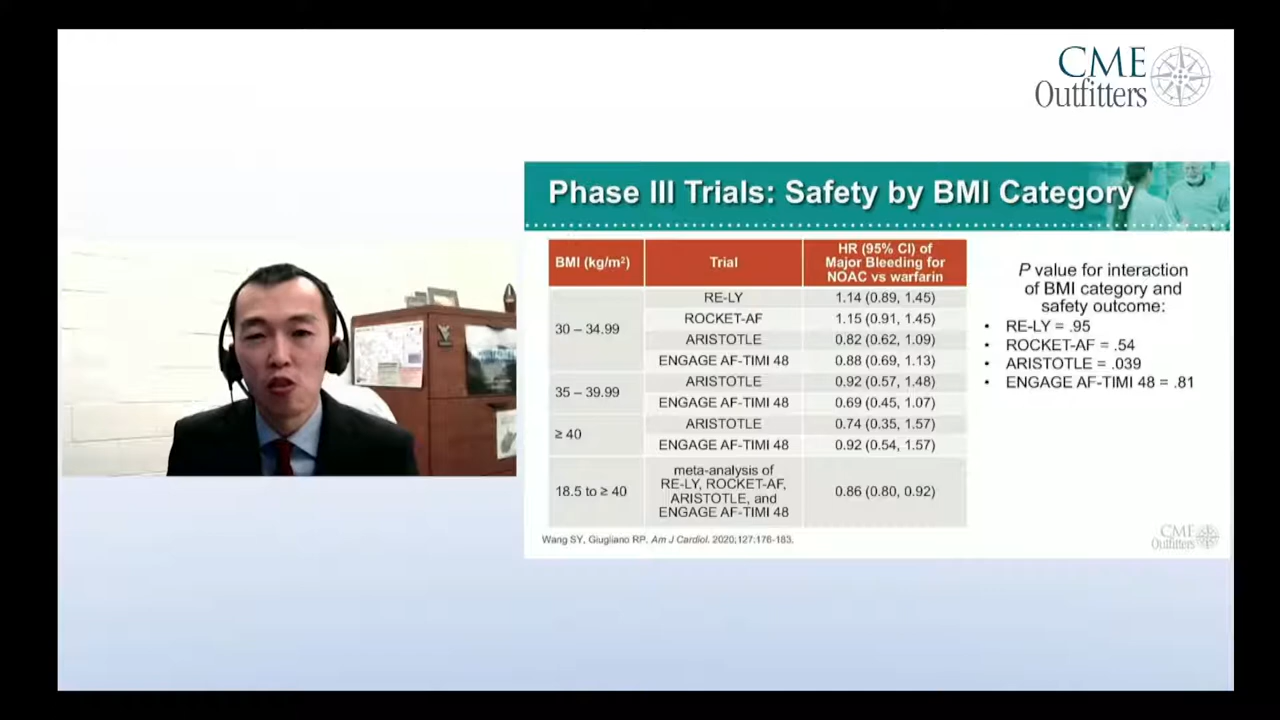 CME
Outfitters
Phase III Trials: Safety by BMI Category
BMI (kg/m²)
Trial
HR (95% CI) of
Major Bleeding for
NOAC vs warfarin
30 – 34.99
RE-LY
1.14 (0.89, 1.45)
ROCKET-AF
1.15 (0.91, 1.45)
ARISTOTLE
0.82 (0.62, 1.09)
ENGAGE AF-TIMI 48
0.88 (0.69, 1.13)
35 – 39.99
ARISTOTLE
0.92 (0.57, 1.48)
ENGAGE AF-TIMI 48
0.69 (0.45, 1.07)
≥ 40
ARISTOTLE
0.74 (0.35, 1.57)
ENGAGE AF-TIMI 48
0.92 (0.54, 1.57)
18.5 to ≥ 40
meta-analysis of
RE-LY, ROCKET-AF,
ARISTOTLE, and
ENGAGE AF-TIMI 48
0.86 (0.80, 0.92)
P value for interaction
of BMI category and
safety outcome:
• RE-LY = .95
• ROCKET-AF = .54
• ARISTOTLE = .039
• ENGAGE AF-TIMI 48 = .81
Wang SY, Giugliano RP. Am J Cardiol. 2020;127:176-183.
CME
Outfitters